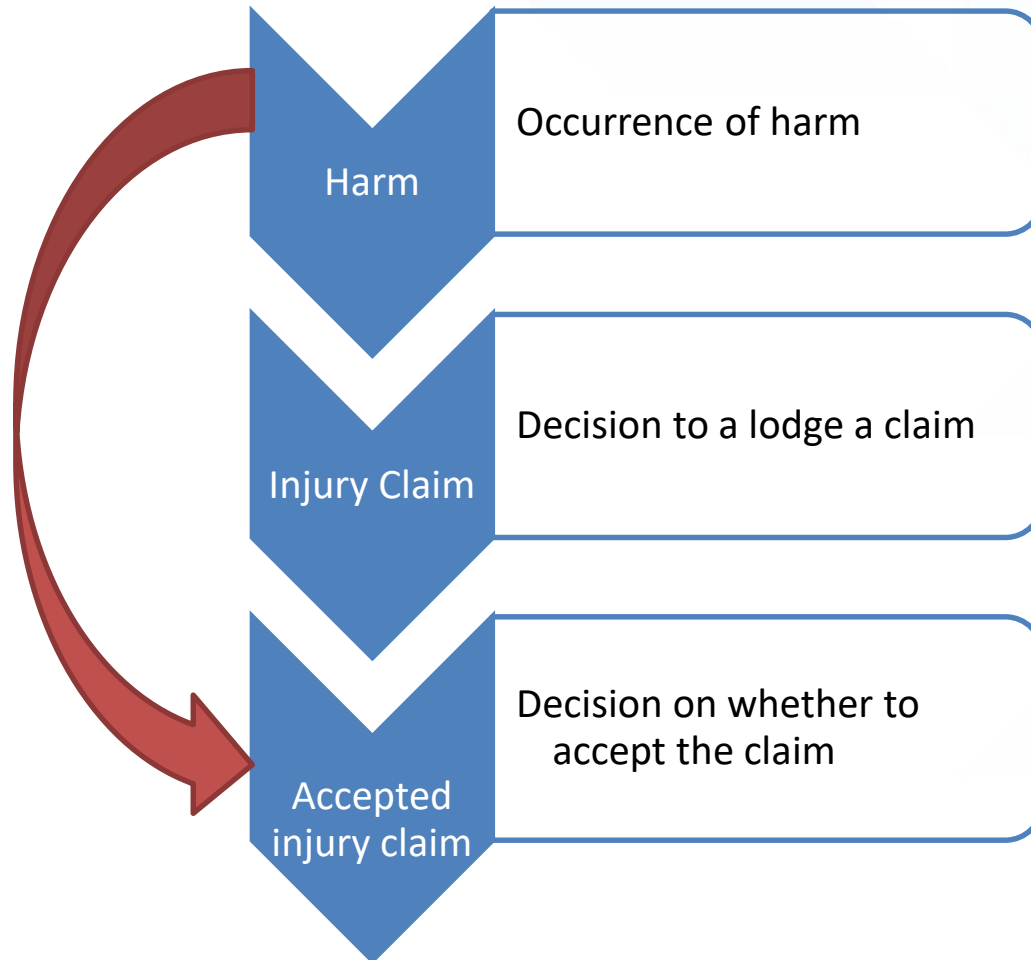 Harm
Occurrence of harm
Injury Claim
Decision to a lodge a claim
Accepted
injury claim
Decision on whether to
accept the claim